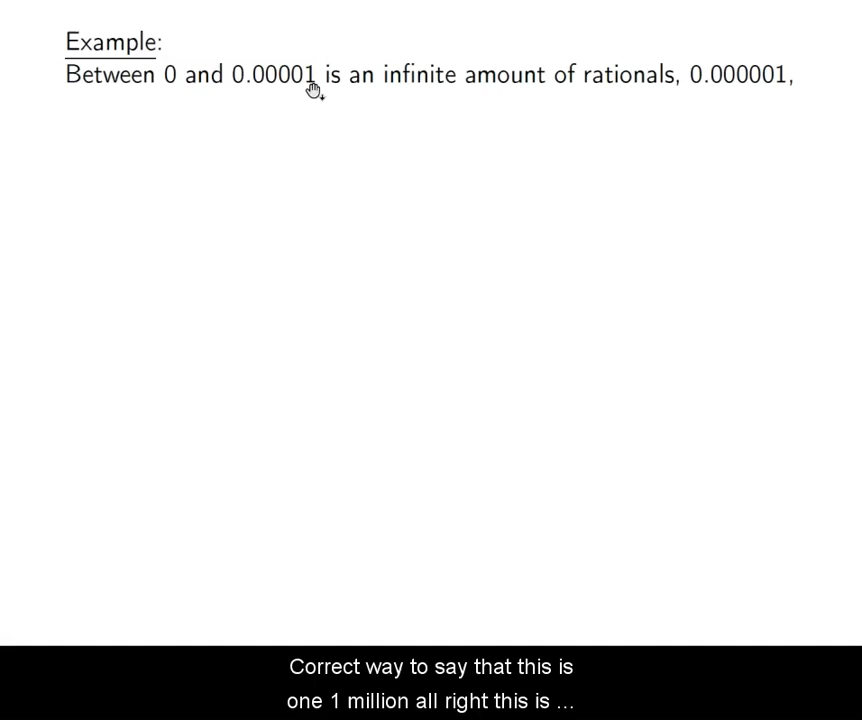 Example:
Between 0 and 0.00001 is an infinite amount of rationals, 0.000001,
Correct way to say that this is
one 1 million all right this is ...